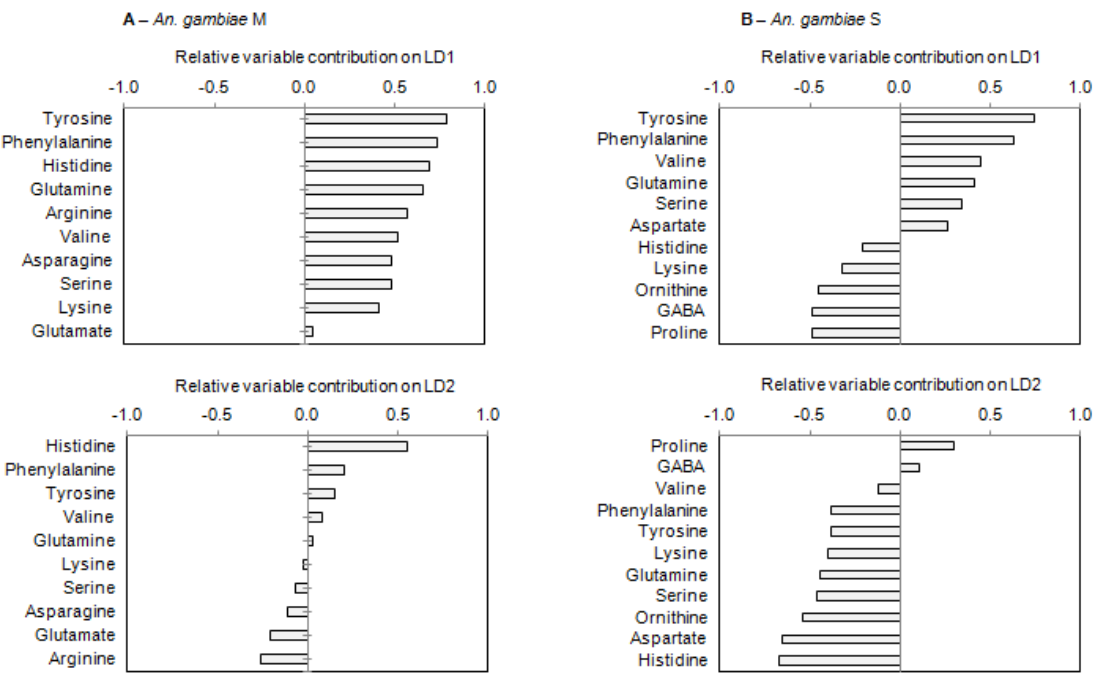 A – An. gambiae M
Relative variable contribution on LD1
-1.0 -0.5 0.0 0.5 1.0
Tyrosine
Phenylalanine
Histidine
Glutamine
Arginine
Valine
Asparagine
Serine
Lysine
Glutamate
Relative variable contribution on LD2
-1.0 -0.5 0.0 0.5 1.0
Histidine
Phenylalanine
Tyrosine
Valine
Glutamine
Lysine
Serine
Asparagine
Glutamate
Arginine
B – An. gambiae S
Relative variable contribution on LD1
-1.0 -0.5 0.0 0.5 1.0
Tyrosine
Phenylalanine
Valine
Glutamine
Serine
Aspartate
Histidine
Lysine
Ornithine
GABA
Proline
Relative variable contribution on LD2
-1.0 -0.5 0.0 0.5 1.0
Proline
GABA
Valine
Phenylalanine
Tyrosine
Lysine
Glutamine
Serine
Ornithine
Aspartate
Histidine